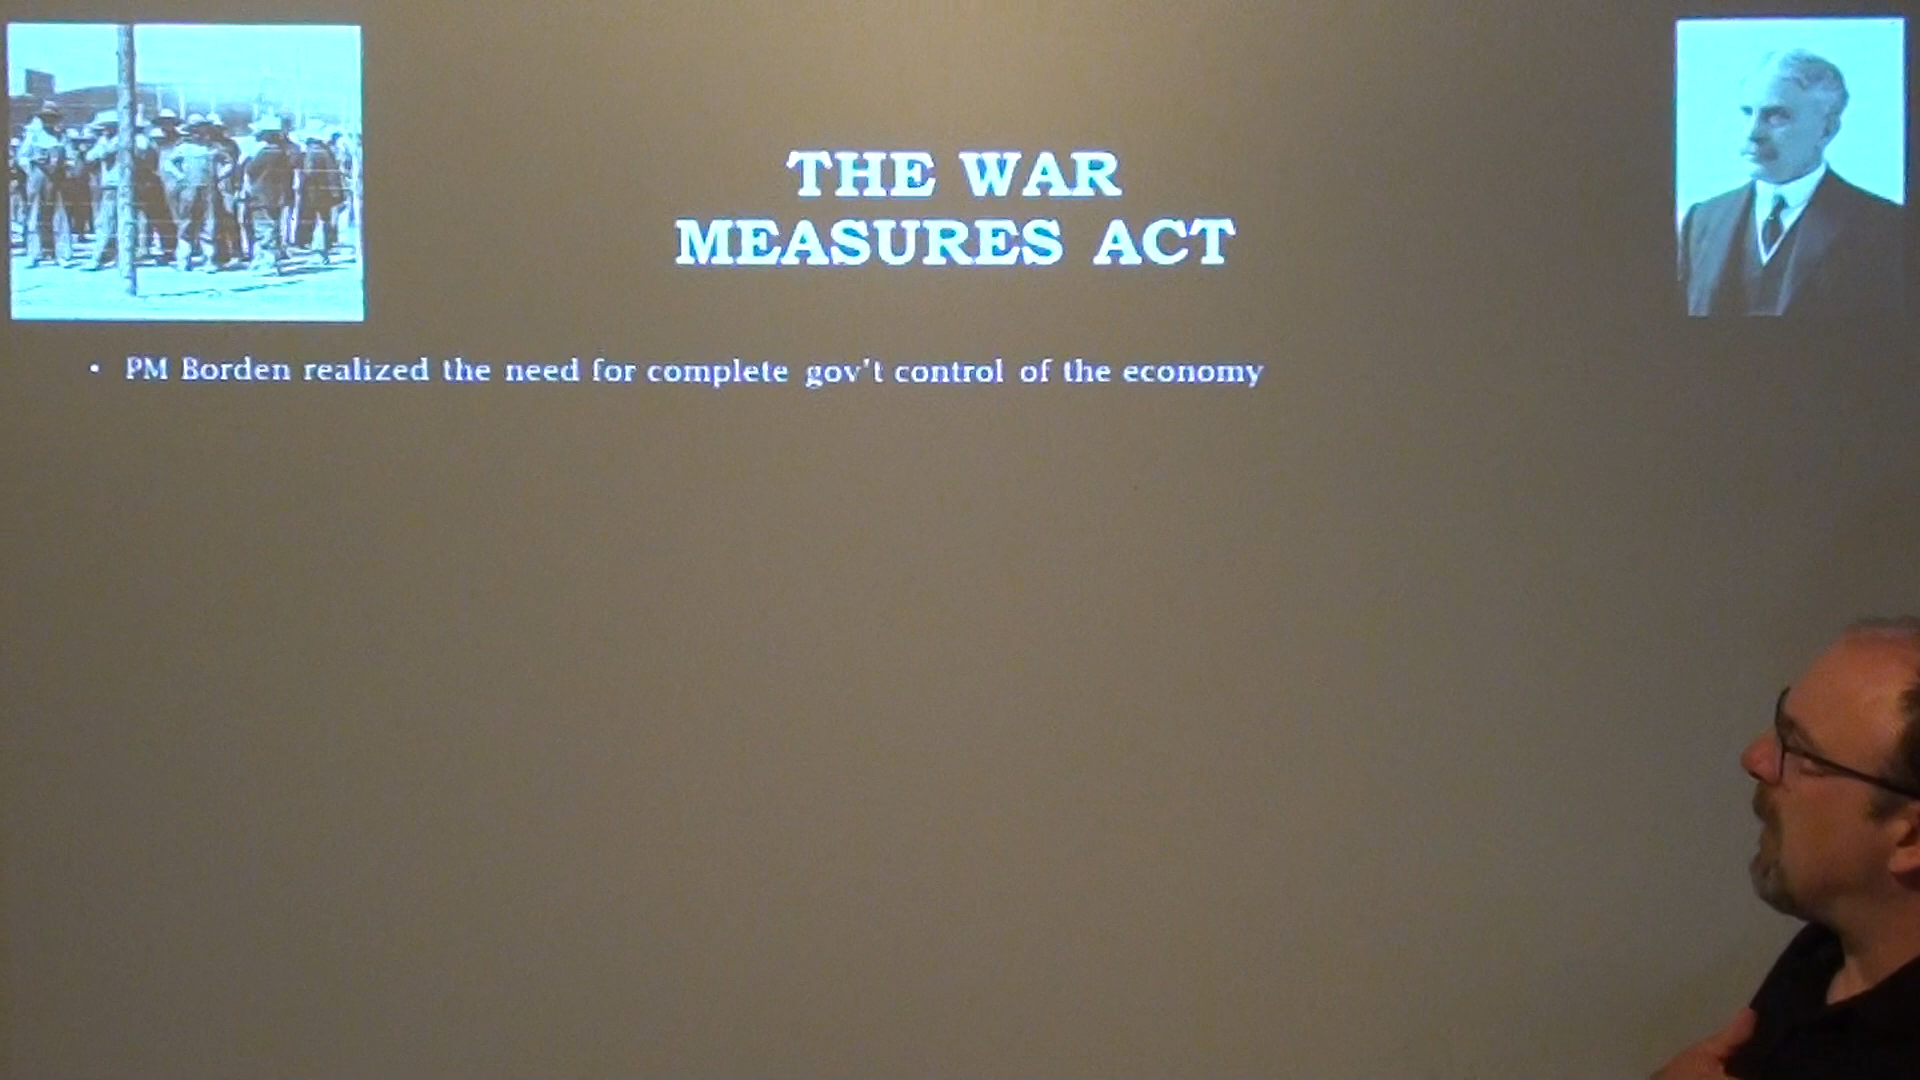 THE WAR
MEASURES ACT
• PM Borden realized the need for complete gov't control of the economy